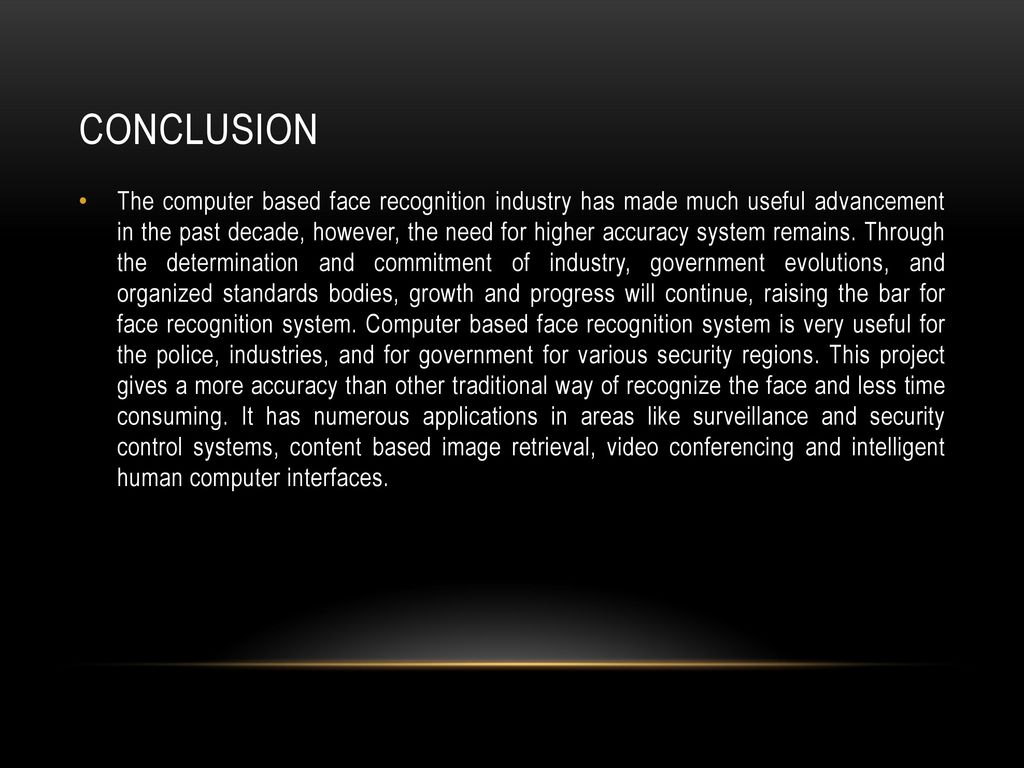 CONCLUSION
• The computer based face recognition industry has made much useful advancement
in the past decade, however, the need for higher accuracy system remains. Through
the determination and commitment of industry, government evolutions, and
organized standards bodies, growth and progress will continue, raising the bar for
face recognition system. Computer based face recognition system is very useful for
the police, industries, and for government for various security regions. This project
gives a more accuracy than other traditional way of recognize the face and less time
consuming. It has numerous applications in areas like surveillance and security
control systems, content based image retrieval, video conferencing and intelligent
human computer interfaces.